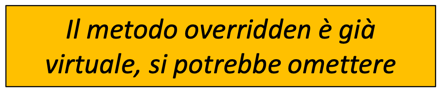 Il metodo overridden è già
virtuale, si potrebbe omettere